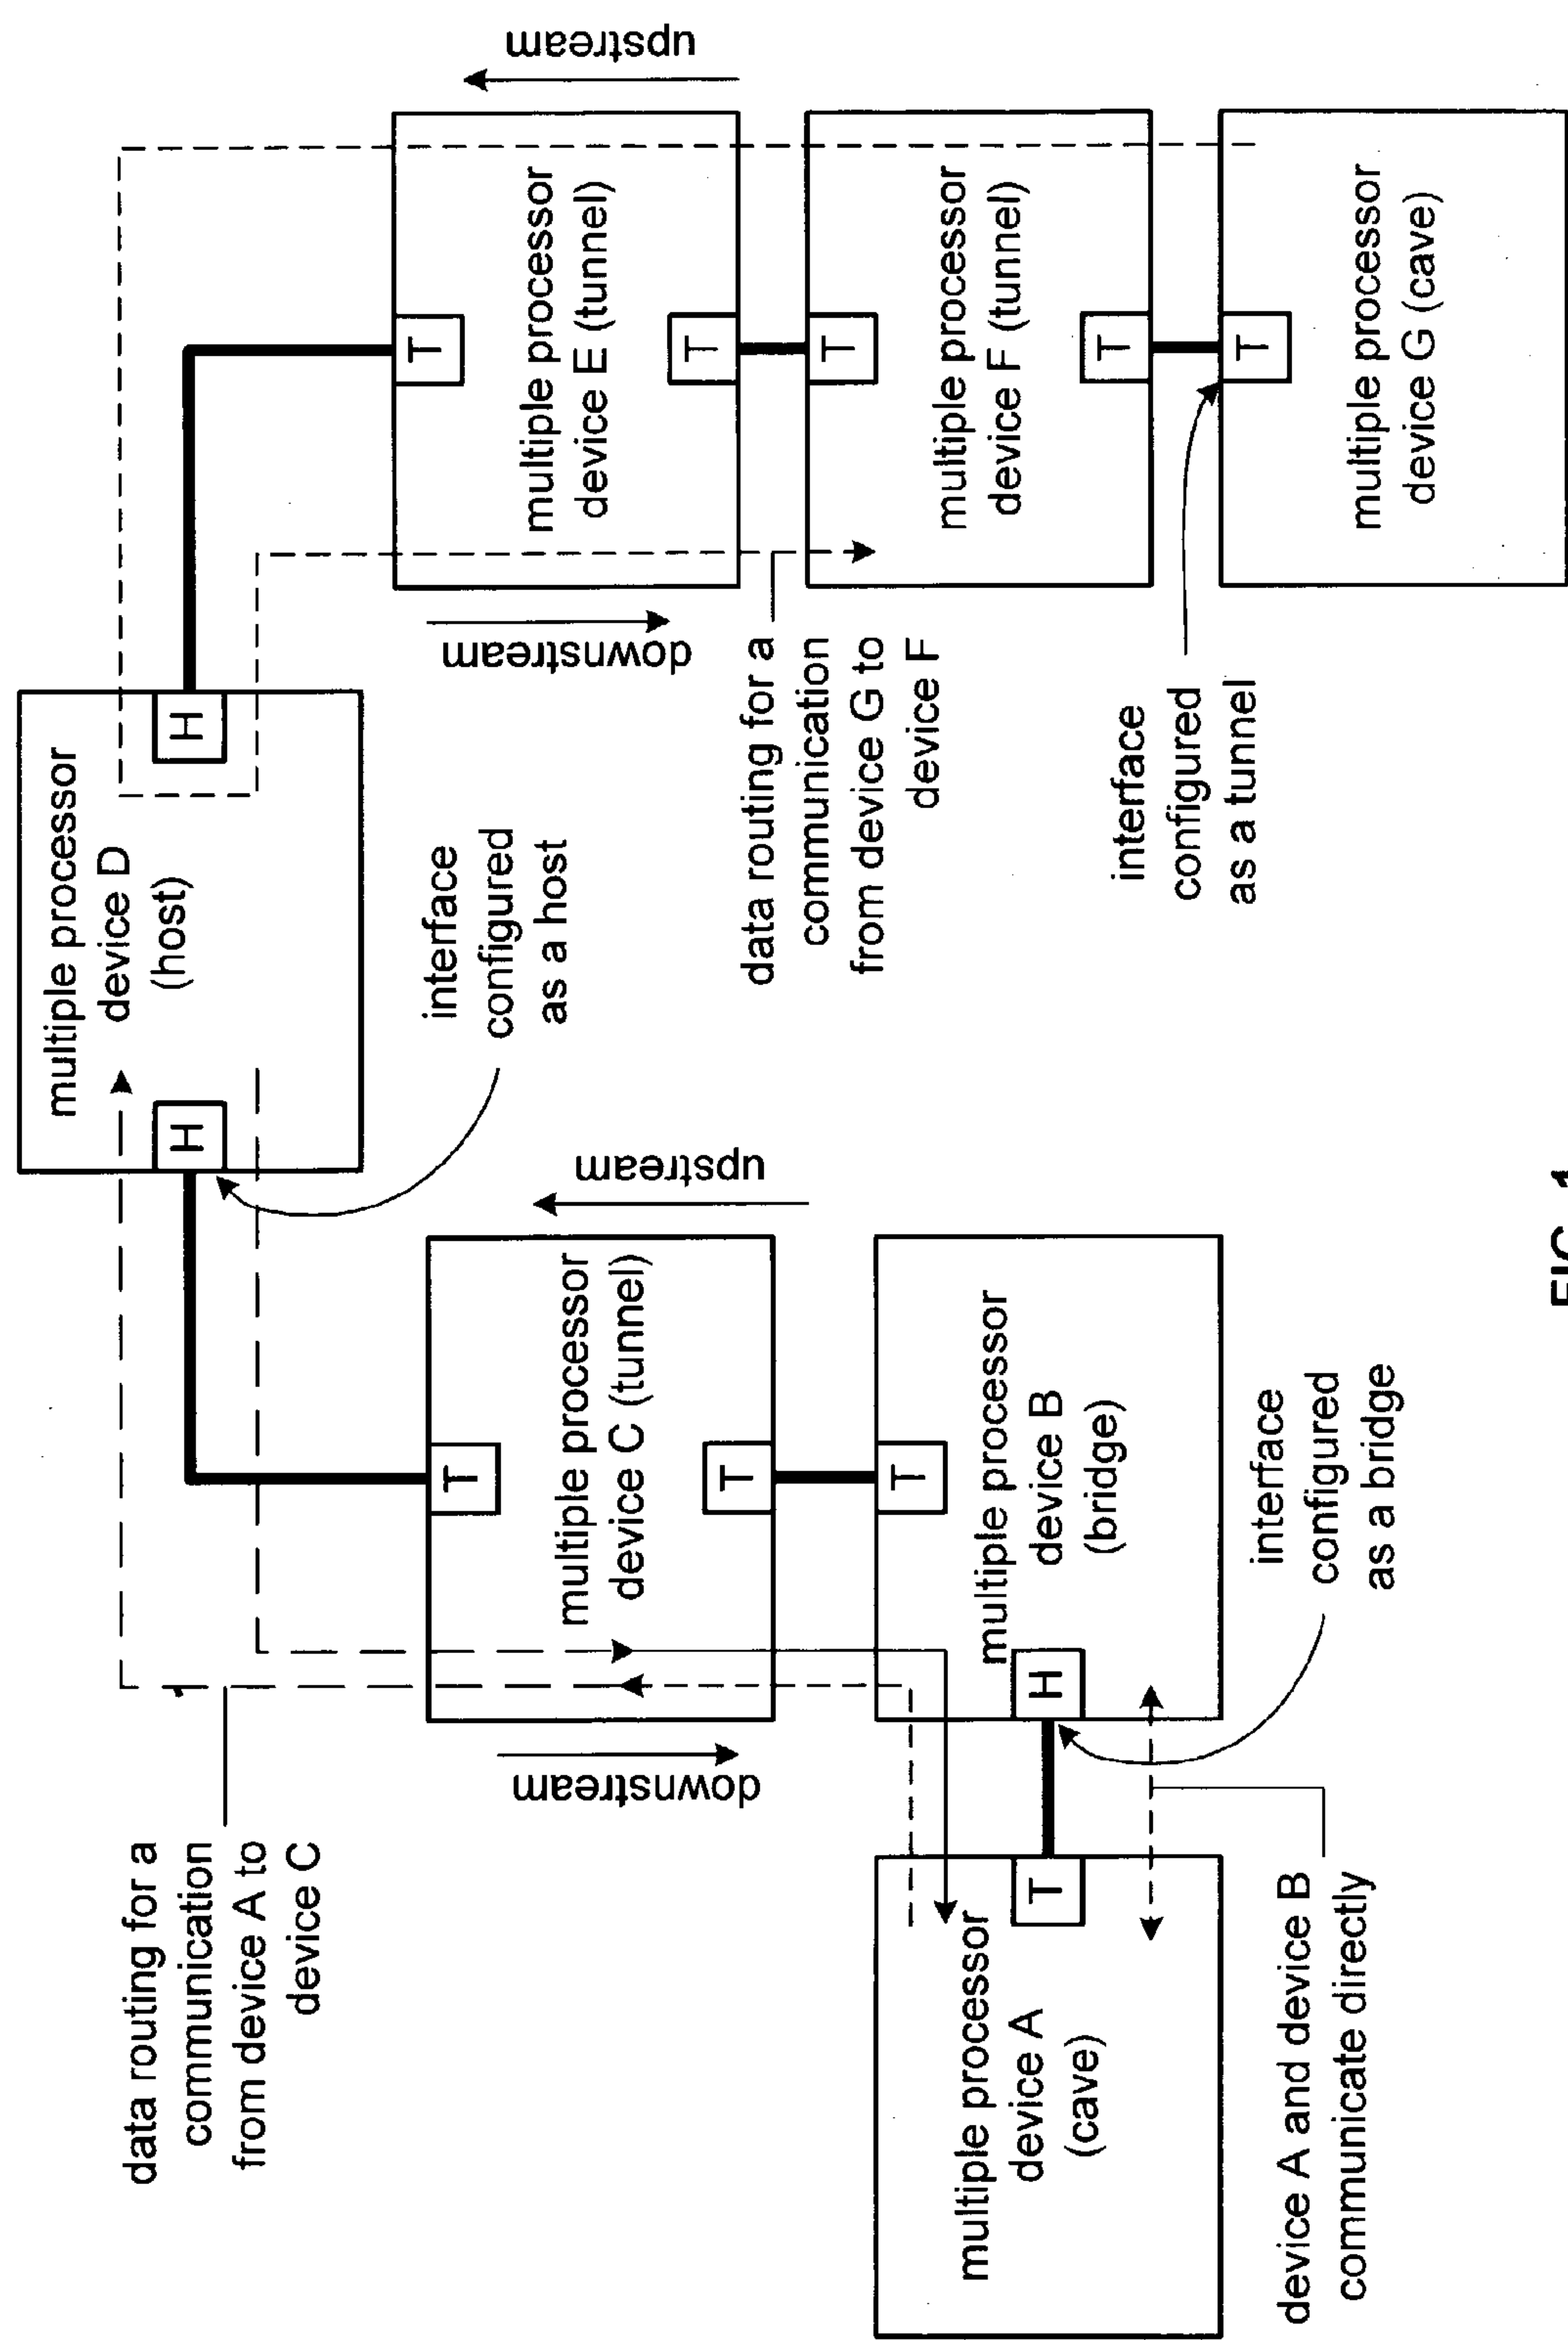 data routing for a
communication
from device A to
device C
multiple processor
device D
(host)
H
H
interface
configured
as a host
upstream
downstream
multiple processor
device C (tunnel)
T
T
multiple processor
device B
(bridge)
T
H
multiple processor
device A
(cave)
T
device A and device B
communicate directly
interface
configured
as a bridge
upstream
downstream
multiple processor
device E (tunnel)
T
T
multiple processor
device F (tunnel)
T
T
multiple processor
device G (cave)
T
data routing for a
communication
from device G to
device F
interface
configured
as a tunnel
FIG. 1